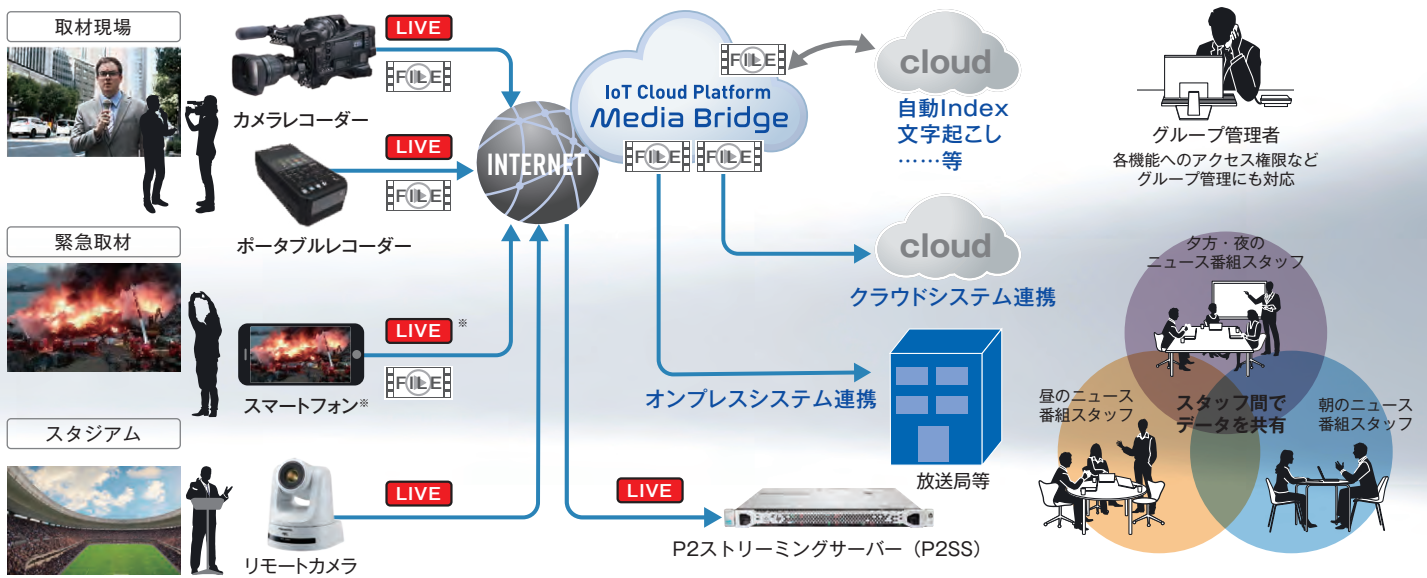 取材現場
カメラレコーダー
LIVE
FILE
ポータブルレコーダー
LIVE
FILE
緊急取材
スマートフォン※
LIVE ※
FILE
スタジアム
リモートカメラ
LIVE
INTERNET
IoT Cloud Platform
Media Bridge
FILE
FILE
FILE
cloud
自動Index
文字起こし
……等
cloud
クラウドシステム連携
オンプレスシステム連携
放送局等
LIVE
P2ストリーミングサーバー（P2SS）
グループ管理者
各機能へのアクセス権限など
グループ管理にも対応
夕方・夜の
ニュース番組スタッフ
昼のニュース
番組スタッフ
スタッフ間で
データを共有
朝のニュース
番組スタッフ